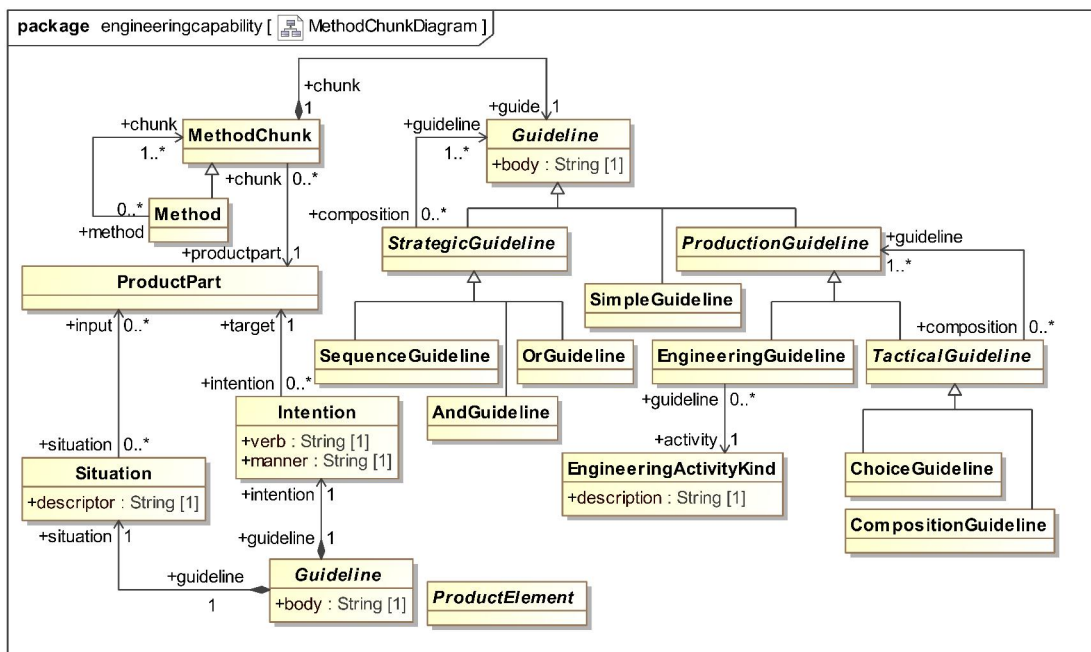 package engineeringcapability [ MethodChunkDiagram ]
+chunk
1
+guide 1
+chunk
1..*
MethodChunk
+guideline
1..*
Guideline
+body : String [1]
+chunk 0..*
0..*
Method
+method
+composition 0..*
StrategicGuideline
ProductionGuideline
+guideline
1..*
+productpart 1
ProductPart
SimpleGuideline
+input 0..*
+target 1
+composition 0..*
SequenceGuideline
OrGuideline
EngineeringGuideline
TacticalGuideline
+intention 0..*
+guideline 0..*
Intention
+verb : String [1]
+manner : String [1]
AndGuideline
+situation 0..*
+activity 1
Situation
+descriptor : String [1]
EngineeringActivityKind
+description : String [1]
ChoiceGuideline
+intention 1
CompositionGuideline
+situation 1
+guideline 1
+guideline
1
Guideline
+body : String [1]
ProductElement